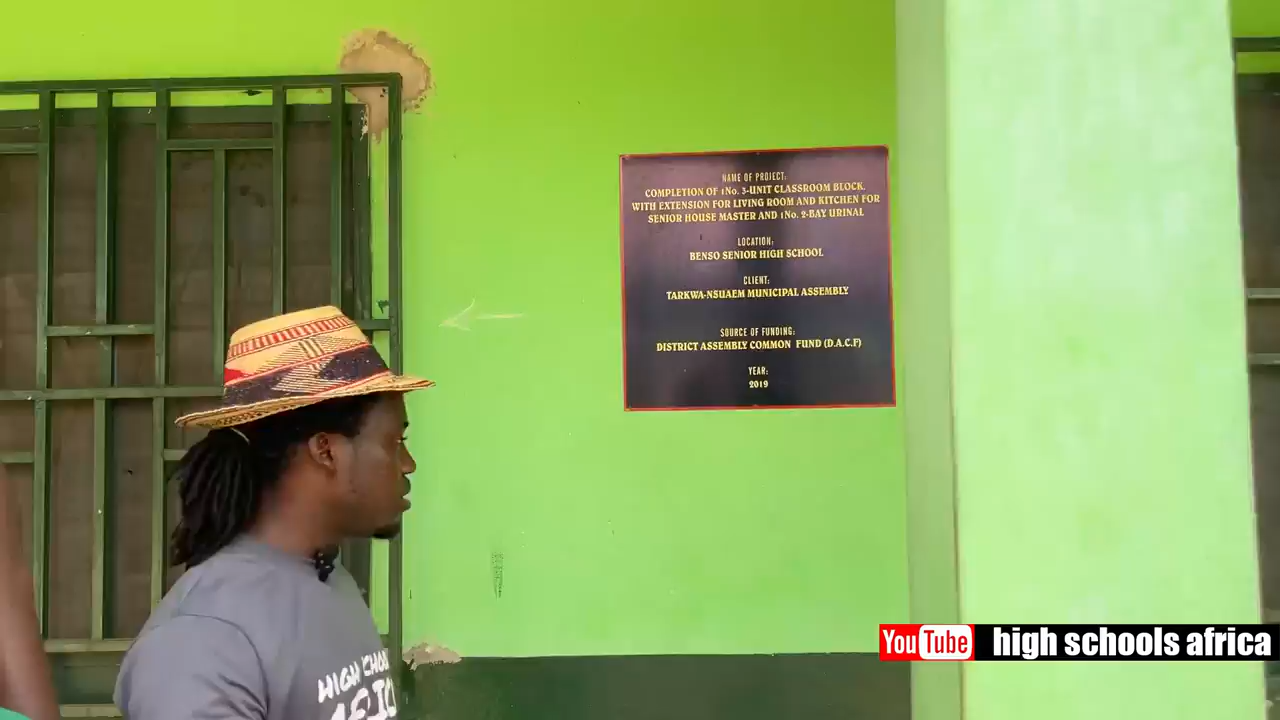 NAME OF PROJECT:
COMPLETION OF 1No. 3-UNIT CLASSROOM BLOCK,
WITH EXTENSION FOR LIVING ROOM AND KITCHEN FOR
SENIOR HOUSE MASTER AND 1No. 2-BAY URINAL
LOCATION:
BENSO SENIOR HIGH SCHOOL
CLIENT:
TARKWA-NSUAEM MUNICIPAL ASSEMBLY
SOURCE OF FUNDING:
DISTRICT ASSEMBLY COMMON FUND (D.A.C.F)
YEAR:
2019
HIGH
YouTube high schools africa